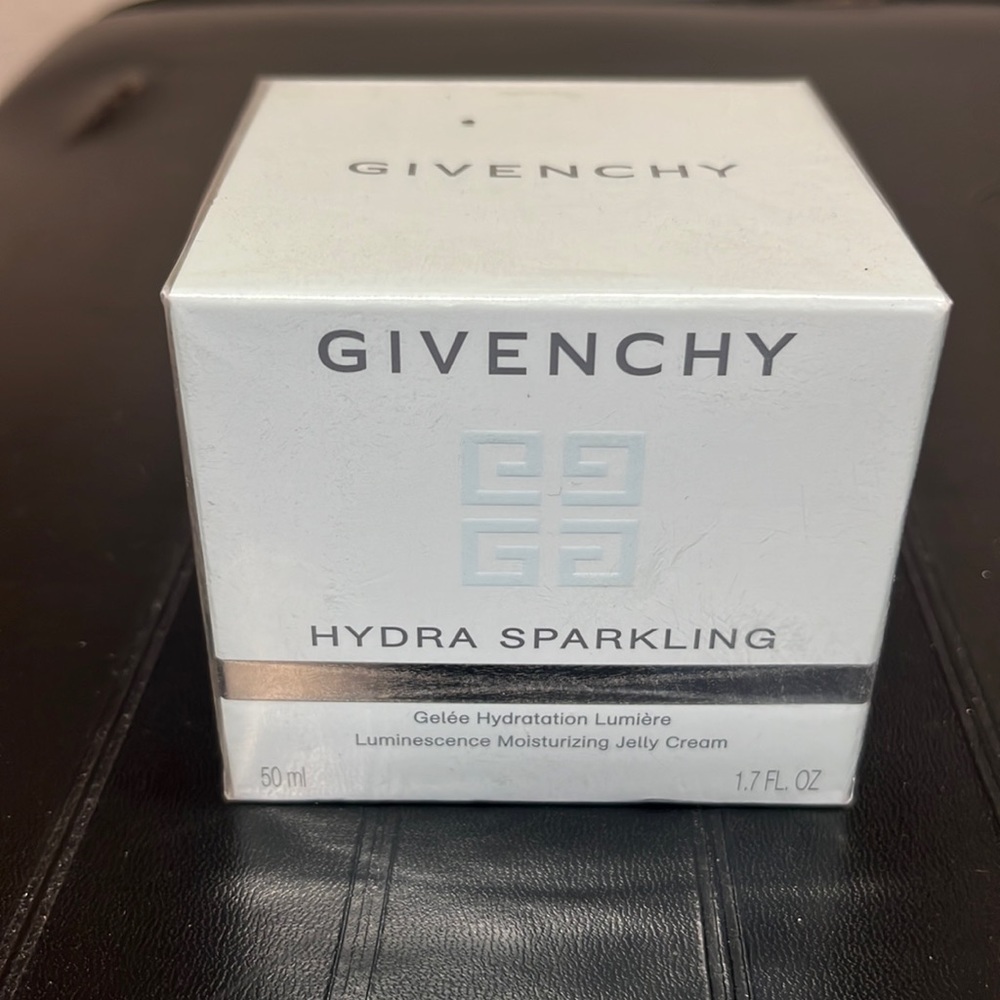 GIVENCHY
GIVENCHY
HYDRA SPARKLING
Gelée Hydratation Lumière
Luminescence Moisturizing Jelly Cream
50 ml 1.7 FL. OZ